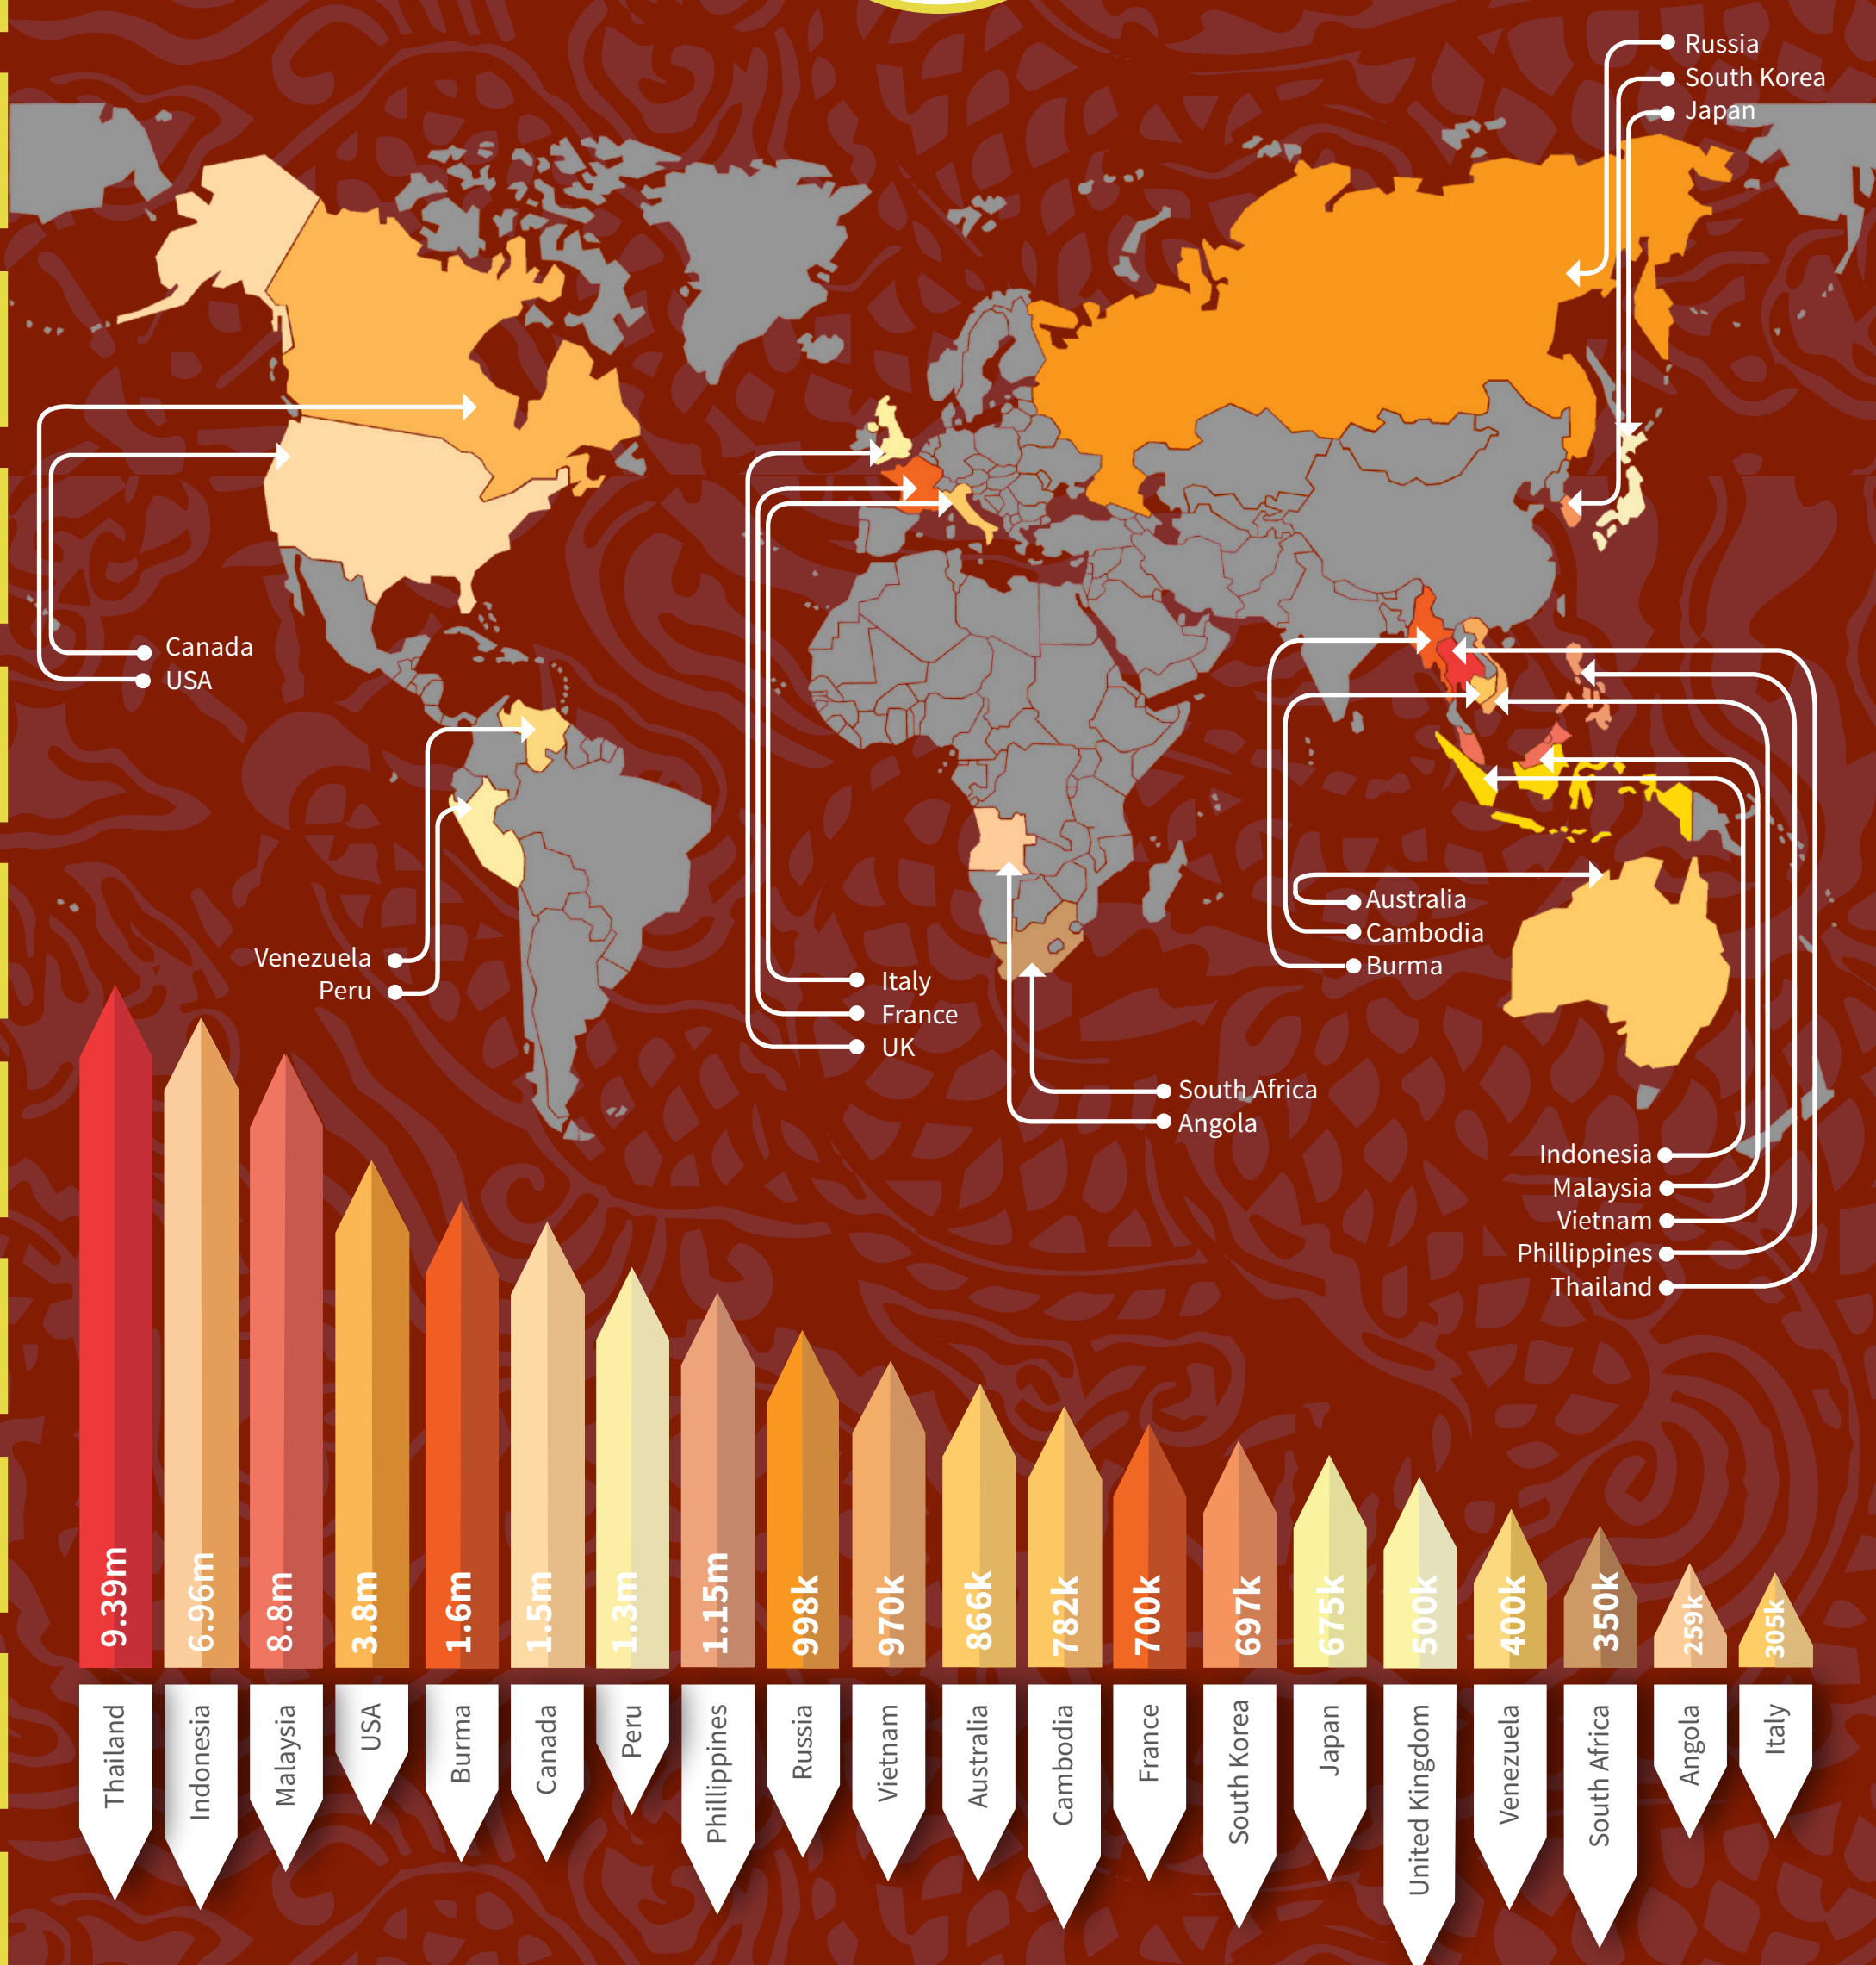 Russia
South Korea
Japan
Canada
USA
Venezuela
Peru
Italy
France
UK
South Africa
Angola
Australia
Cambodia
Burma
Indonesia
Malaysia
Vietnam
Phillippines
Thailand
9.39m
6.96m
8.8m
3.8m
1.6m
1.5m
1.3m
1.15m
998k
970k
866k
782k
700k
697k
675k
500k
400k
350k
259k
305k
Thailand
Indonesia
Malaysia
USA
Burma
Canada
Peru
Phillippines
Russia
Vietnam
Australia
Cambodia
France
South Korea
Japan
United Kingdom
Venezuela
South Africa
Angola
Italy